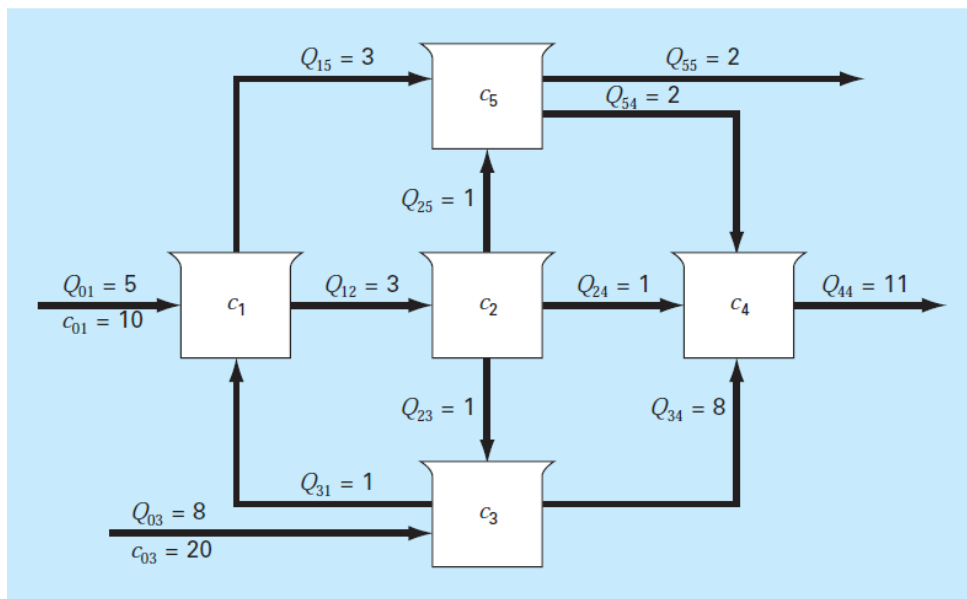 Q15 = 3
Q55 = 2
c5
Q54 = 2
Q25 = 1
Q01 = 5
c01 = 10
c1
Q12 = 3
c2
Q24 = 1
c4
Q44 = 11
Q23 = 1
Q34 = 8
Q31 = 1
c3
Q03 = 8
c03 = 20